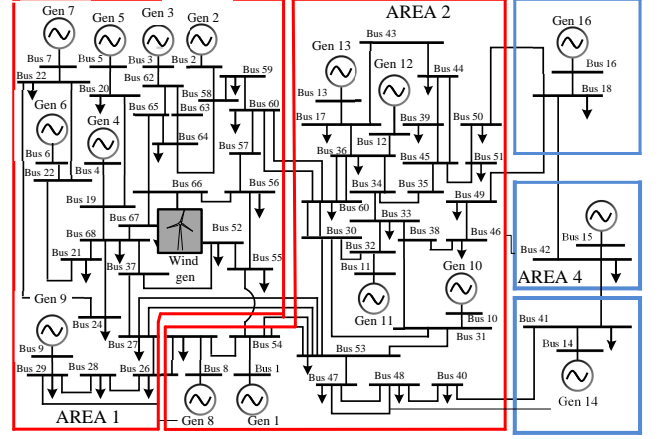 Gen 7
Gen 5
Gen 3
Gen 2
AREA 2
Gen 16
Bus 7
Bus 5
Bus 3
Bus 2
Bus 59
Bus 43
Gen 13
Gen 12
Bus 44
Bus 16
Bus 22
Bus 20
Bus 62
Bus 58
Bus 60
Bus 13
Bus 18
Gen 6
Gen 4
Bus 65
Bus 63
Bus 17
Bus 39
Bus 50
Bus 64
Bus 12
Bus 57
Bus 36
Bus 45
Bus 51
Bus 6
Bus 22
Bus 4
Bus 66
Bus 56
Bus 34
Bus 35
Bus 49
Bus 19
Bus 60
Bus 33
Bus 67
Bus 52
Bus 30
Bus 38
Bus 46
Bus 15
Bus 68
Wind
gen
Bus 32
Bus 42
Bus 21
Bus 37
Bus 55
Bus 11
Gen 10
AREA 4
Gen 9
Gen 11
Bus 10
Bus 24
Bus 31
Bus 41
Bus 9
Bus 27
Bus 54
Bus 53
Bus 14
Bus 29
Bus 28
Bus 26
Bus 8
Bus 1
Bus 47
Bus 48
Bus 40
AREA 1
Gen 8
Gen 1
Gen 14